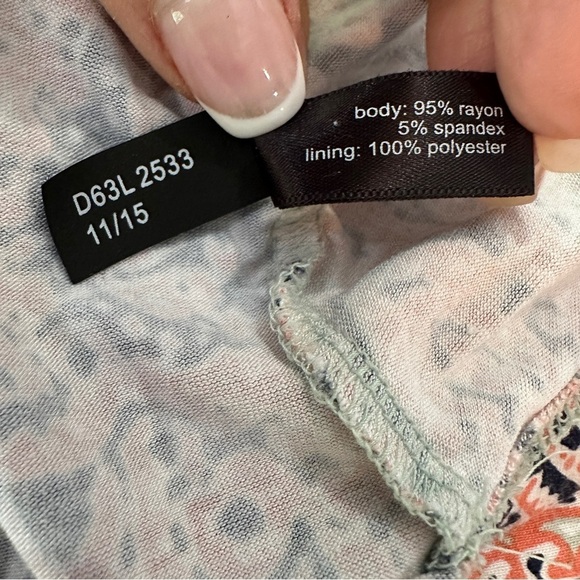 D63L 2533
11/15
body: 95% rayon
5% spandex
lining: 100% polyester